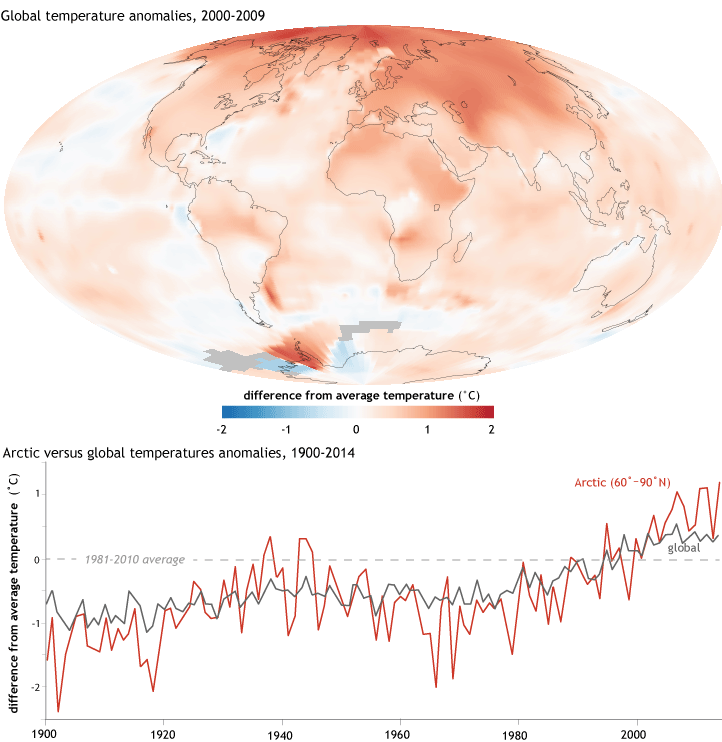 Global temperature anomalies, 2000-2009
difference from average temperature (˚C)
-2 -1 0 1 2
Arctic versus global temperatures anomalies, 1900-2014
difference from average temperature (˚C)
1
0
-1
-2
Arctic (60˚-90˚N)
global
1981-2010 average
1900 1920 1940 1960 1980 2000